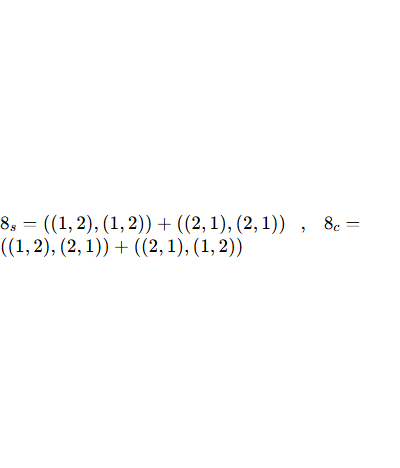 8_s = ((1, 2), (1, 2)) + ((2, 1), (2, 1)) , 8_c =
((1, 2), (2, 1)) + ((2, 1), (1, 2))